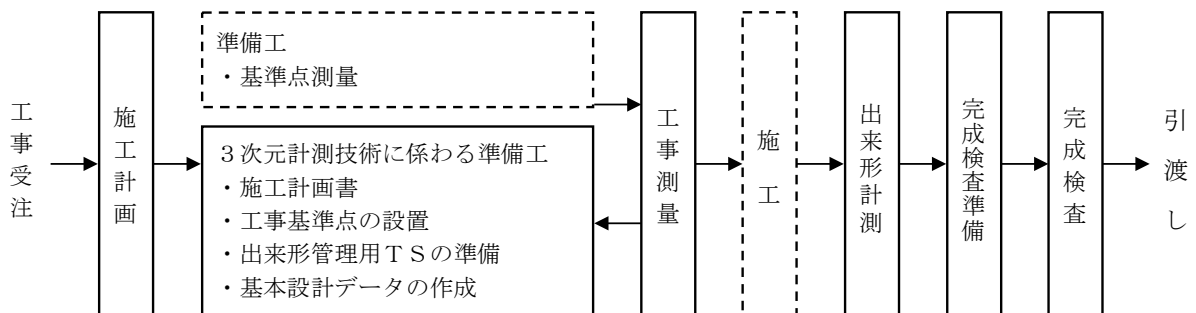 工事受注
施工計画
準備工
・基準点測量
３次元計測技術に係わる準備工
・施工計画書
・工事基準点の設置
・出来形管理用ＴＳの準備
・基本設計データの作成
工事測量
施工
出来形計測
完成検査準備
完成検査
引渡し